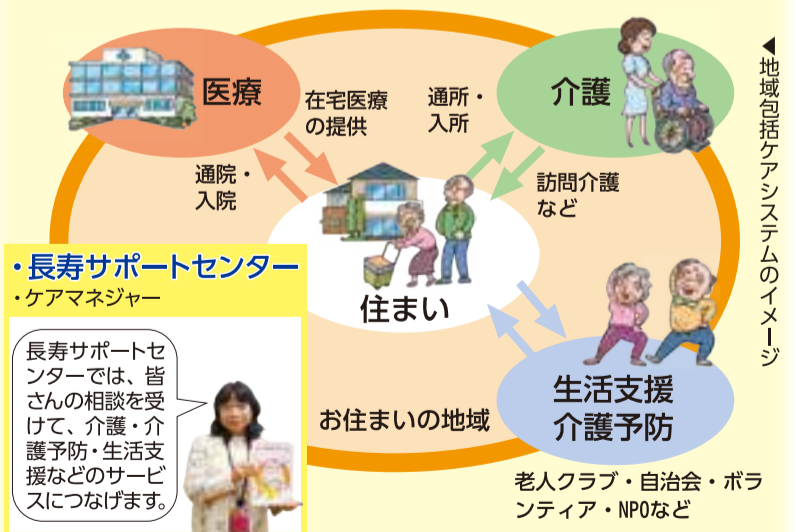 ◀地域包括ケアシステムのイメージ
医療
在宅医療
の提供
通院・
入院
通所・
入所
介護
訪問介護
など
住まい
・長寿サポートセンター
・ケアマネジャー
長寿サポートセ
ンターでは、皆
さんの相談を受
けて、介護・介
護予防・生活支
援などのサービ
スにつなげます。
お住まいの地域
生活支援
介護予防
老人クラブ・自治会・ボラ
ンティア・NPOなど